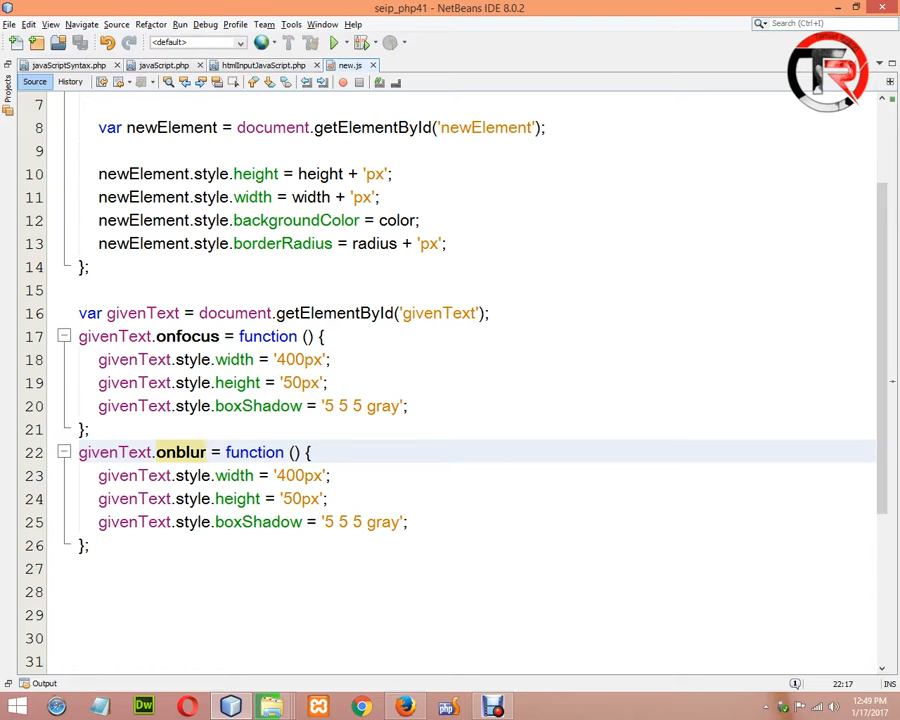 seip_php41 - NetBeans IDE 8.0.2
File Edit View Navigate Source Refactor Run Debug Profile Team Tools Window Help
Search (Ctrl+I)
<default>
javaScriptSyntax.php javaScript.php htmlInputJavaScript.php new.js
Source History
Projects
7
8 var newElement = document.getElementById('newElement');
9
10 newElement.style.height = height + 'px';
11 newElement.style.width = width + 'px';
12 newElement.style.backgroundColor = color;
13 newElement.style.borderRadius = radius + 'px';
14 };
15
16 var givenText = document.getElementById('givenText');
17 givenText.onfocus = function () {
18 givenText.style.width = '400px';
19 givenText.style.height = '50px';
20 givenText.style.boxShadow = '5 5 5 gray';
21 };
22 givenText.onblur = function () {
23 givenText.style.width = '400px';
24 givenText.style.height = '50px';
25 givenText.style.boxShadow = '5 5 5 gray';
26 };
27
28
29
30
31
Output
22:17 INS
12:49 PM
1/17/2017